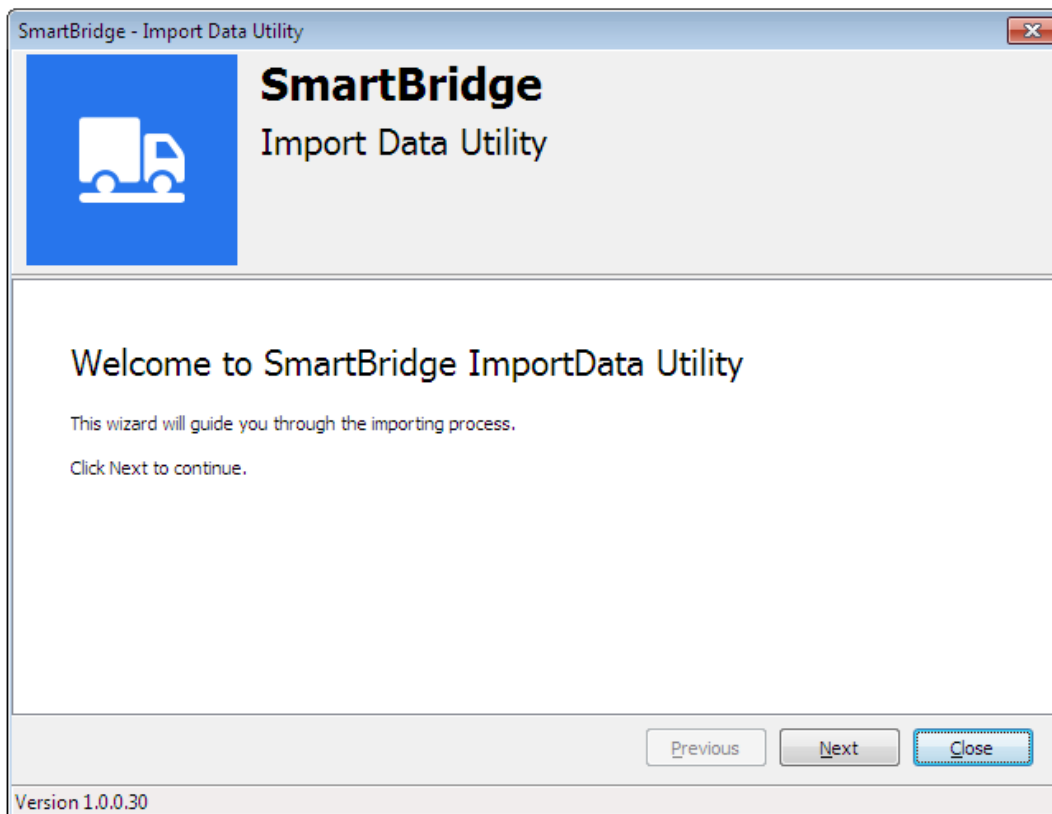 SmartBridge - Import Data Utility
SmartBridge
Import Data Utility
Welcome to SmartBridge ImportData Utility
This wizard will guide you through the importing process.
Click Next to continue.
Previous Next Close
Version 1.0.0.30